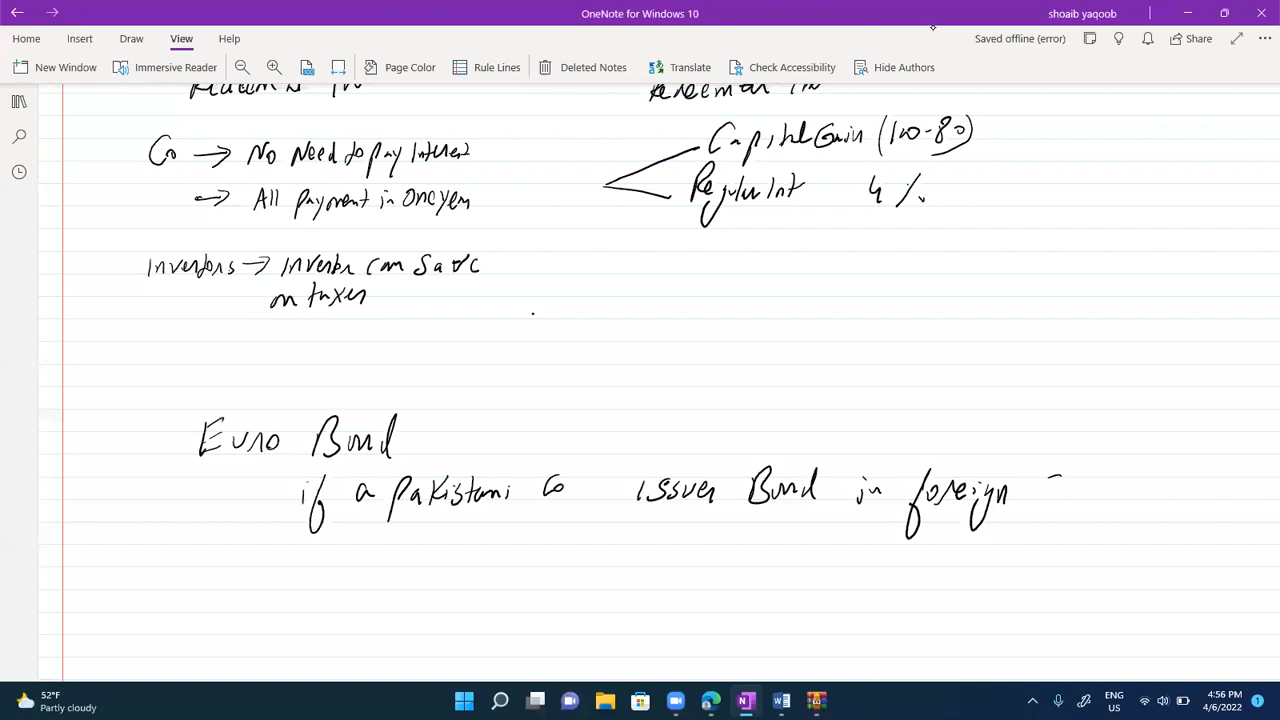 OneNote for Windows 10
shoaib yaqoob
Home Insert Draw View Help
Saved offline (error)
Share
New Window Immersive Reader Page Color Rule Lines Deleted Notes Translate Check Accessibility Hide Authors
Co → No Need to pay Interest
→ All payment in One year
Capital Gain (100-80)
Regular Int 4 %
Investors → Investor Can Save
on taxes
Euro Bond
if a Pakistani Co issues Bond in foreign
52°F
Partly cloudy
ENG
US
4:56 PM
4/6/2022
1